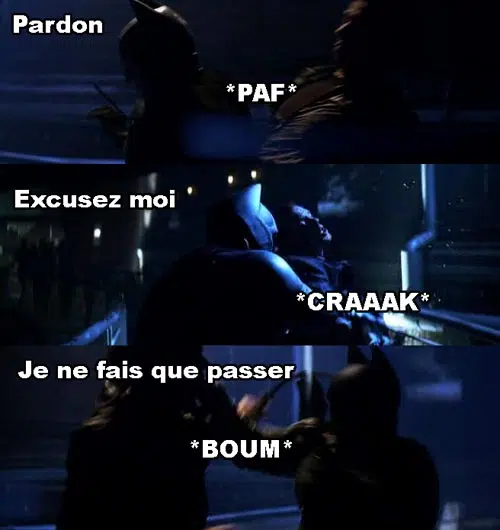 Pardon
*PAF*
Excusez moi
*CRAAAK*
Je ne fais que passer
*BOUM*